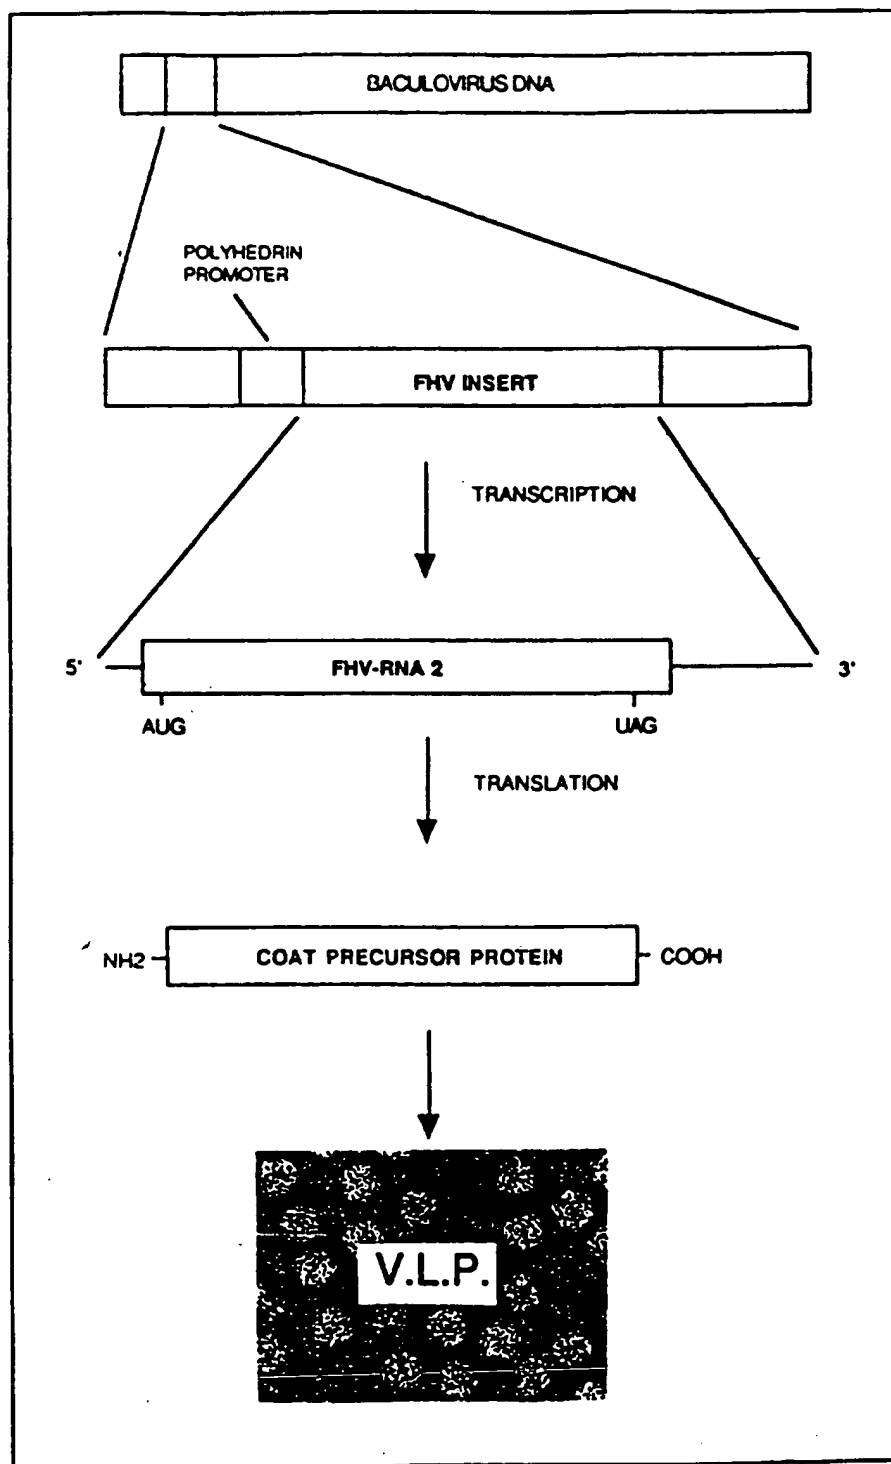 BACULOVIRUS DNA
POLYHEDRIN
PROMOTER
FHV INSERT
TRANSCRIPTION
5'
FHV-RNA 2
3'
AUG
UAG
TRANSLATION
NH2
COAT PRECURSOR PROTEIN
COOH
V.L.P.